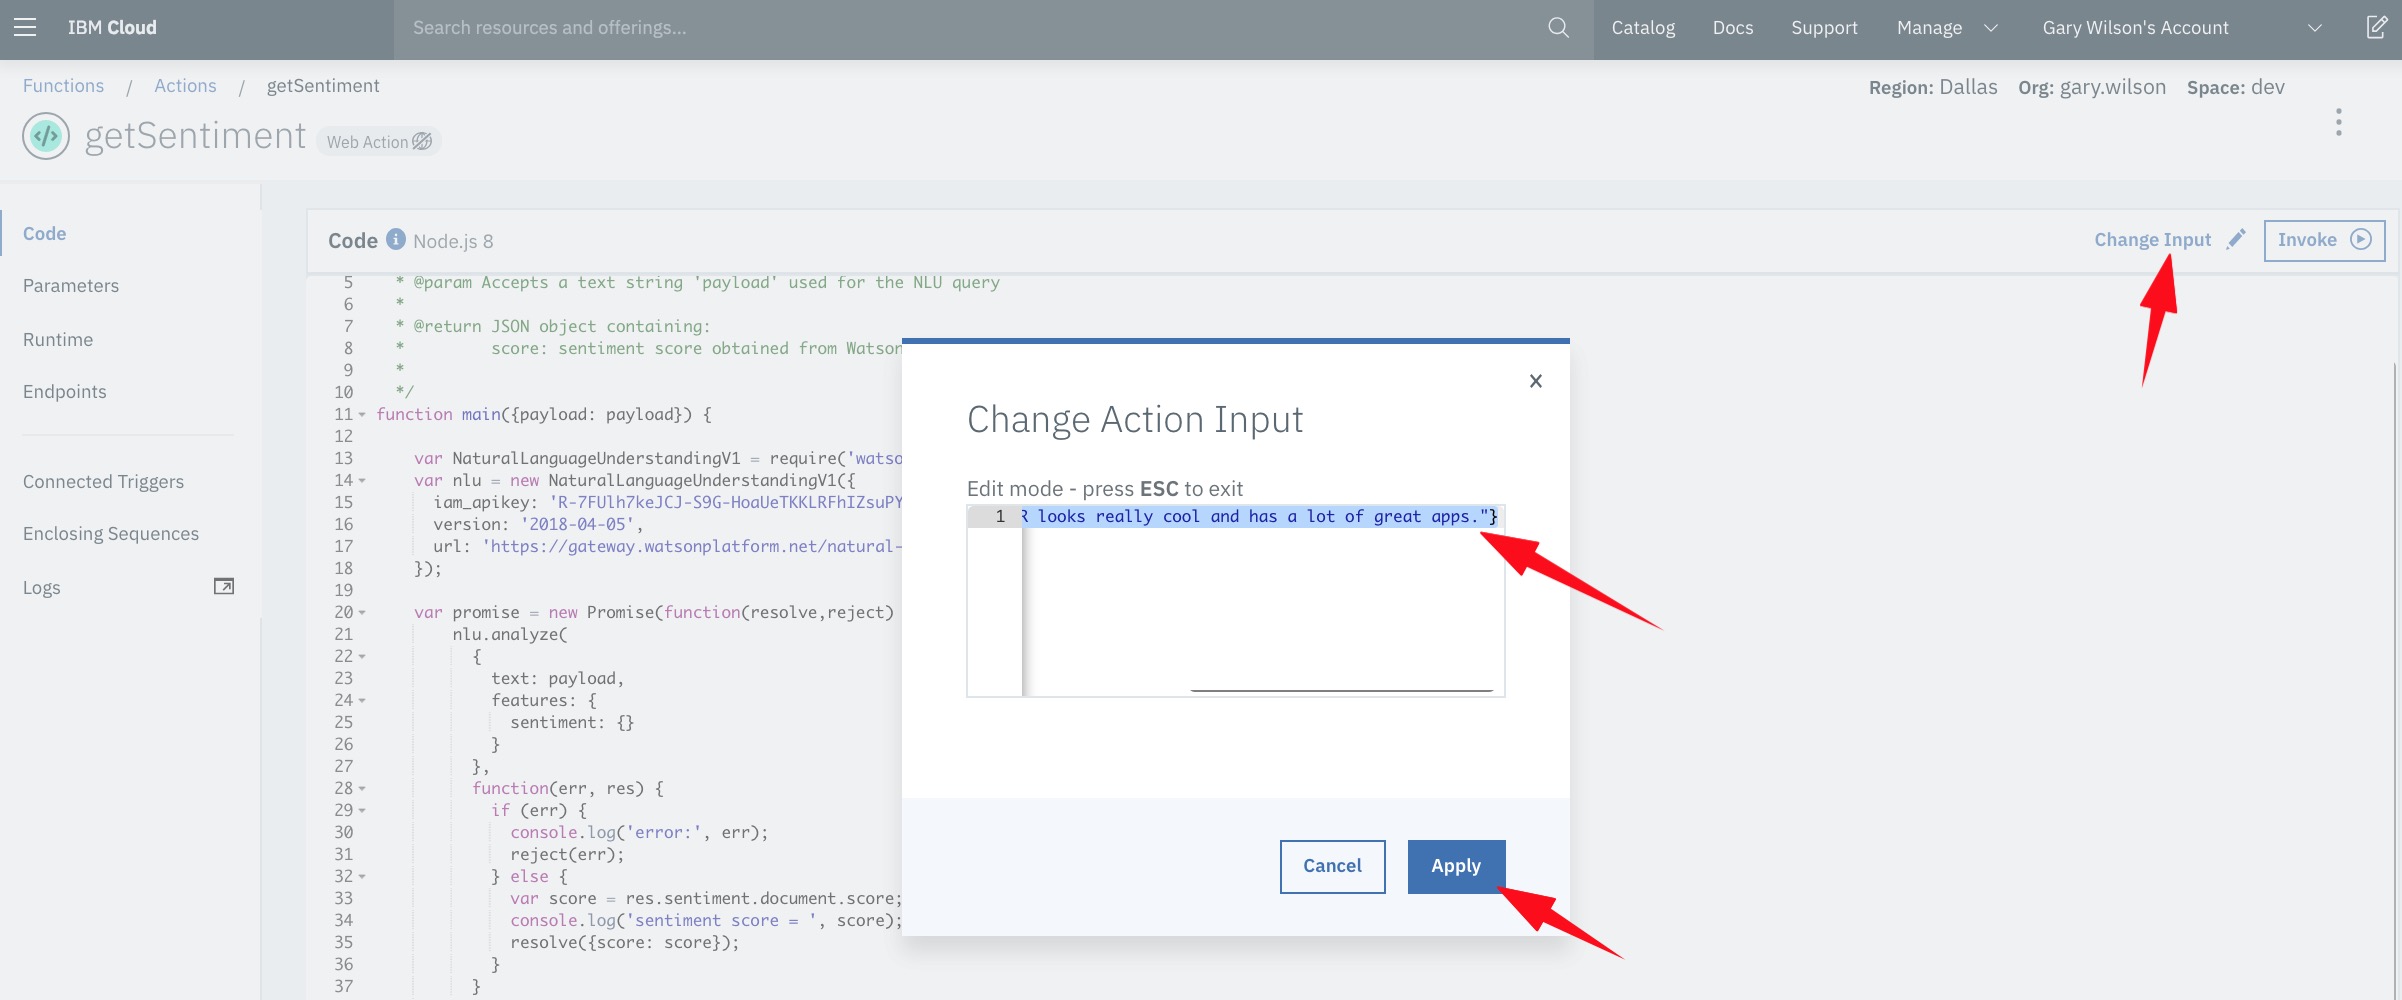 IBM Cloud
Search resources and offerings...
Catalog
Docs
Support
Manage
Gary Wilson's Account
Functions / Actions / getSentiment
Region: Dallas Org: gary.wilson Space: dev
getSentiment
Web Action
Code
Parameters
Runtime
Endpoints
Connected Triggers
Enclosing Sequences
Logs
Code i Node.js 8
Change Input
Invoke
5 * @param Accepts a text string 'payload' used for the NLU query
6 *
7 * @return JSON object containing:
8 * score: sentiment score obtained from Watson
9 *
10 */
11 function main({payload: payload}) {
12
13 var NaturalLanguageUnderstandingV1 = require('watso
14 var nlu = new NaturalLanguageUnderstandingV1({
15 iam_apikey: 'R-7FUlh7keJCJ-S9G-HoaUeTKKLRFhIZsuPY
16 version: '2018-04-05',
17 url: 'https://gateway.watsonplatform.net/natural-
18 });
19
20 var promise = new Promise(function(resolve,reject)
21 nlu.analyze(
22 {
23 text: payload,
24 features: {
25 sentiment: {}
26 }
27 },
28 function(err, res) {
29 if (err) {
30 console.log('error:', err);
31 reject(err);
32 } else {
33 var score = res.sentiment.document.score;
34 console.log('sentiment score = ', score);
35 resolve({score: score});
36 }
37 }
x
Change Action Input
Edit mode - press ESC to exit
1 R looks really cool and has a lot of great apps."}
Cancel
Apply